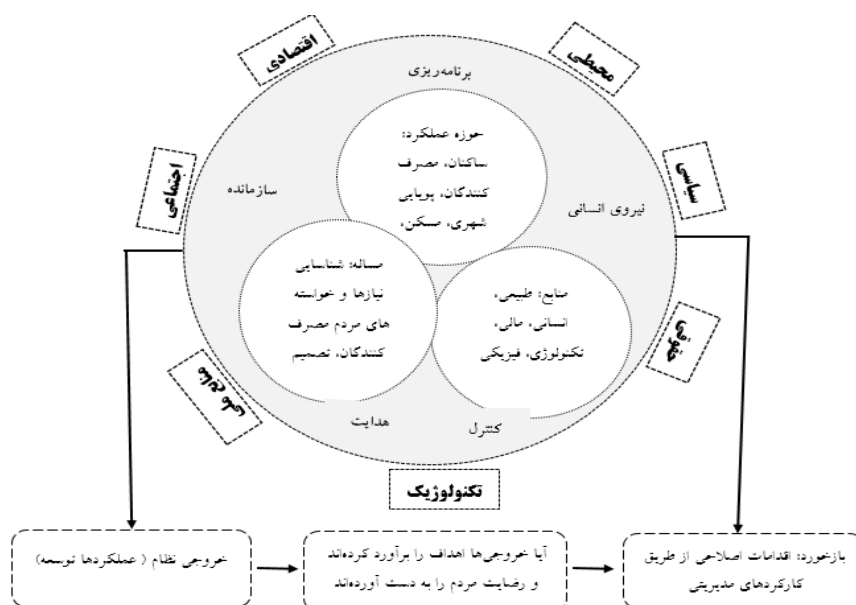 اقتصادی
محیطی
برنامه‌ریزی
اجتماعی
سیاسی
سازمانده
نیروی انسانی
حوزه عملکرد:
ساکنان، مصرف
کنندگان، پویایی
شهری، مسکن،
مساله: شناسایی
نیازها و خواسته
های مردم مصرف
کنندگان، تصمیم
منابع: طبیعی،
انسانی، مالی،
تکنولوژی، فیزیکی
حقوقی
منابع ملی
هدایت
کنترل
تکنولوژیک
خروجی نظام ( عملکردها توسعه)
آیا خروجی‌ها اهداف را برآورد کرده‌اند
و رضایت مردم را به دست آورده‌اند
بازخورد: اقدامات اصلاحی از طریق
کارکردهای مدیریتی